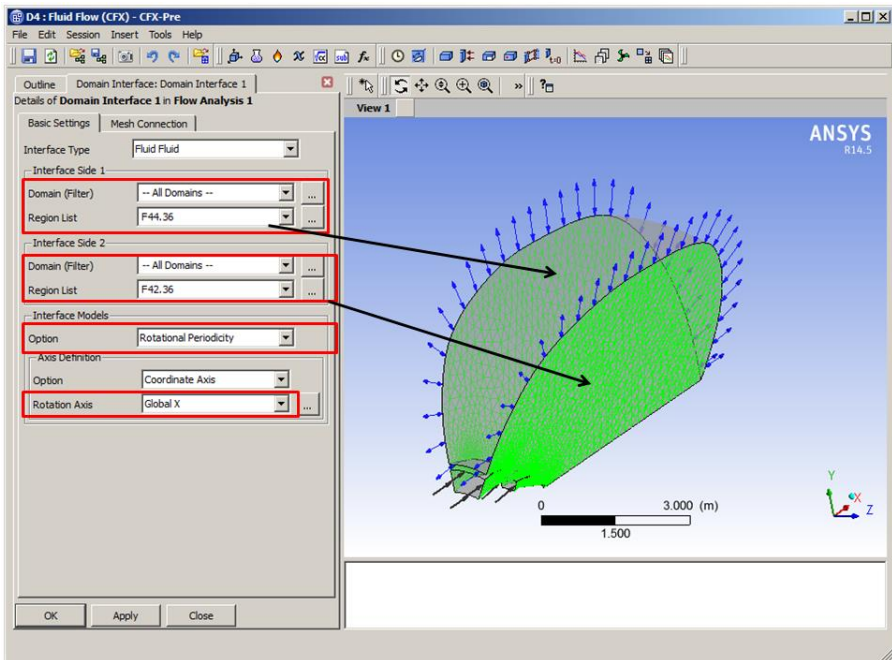 D4 : Fluid Flow (CFX) - CFX-Pre
File Edit Session Insert Tools Help
Outline Domain Interface: Domain Interface 1
Details of Domain Interface 1 in Flow Analysis 1
Basic Settings Mesh Connection
Interface Type Fluid Fluid
Interface Side 1
Domain (Filter) -- All Domains -- ...
Region List F44.36 ...
Interface Side 2
Domain (Filter) -- All Domains -- ...
Region List F42.36 ...
Interface Models
Option Rotational Periodicity
Axis Definition
Option Coordinate Axis
Rotation Axis Global X ...
OK Apply Close
View 1
ANSYS
R14.5
0 3.000 (m)
1.500
Y
X
Z